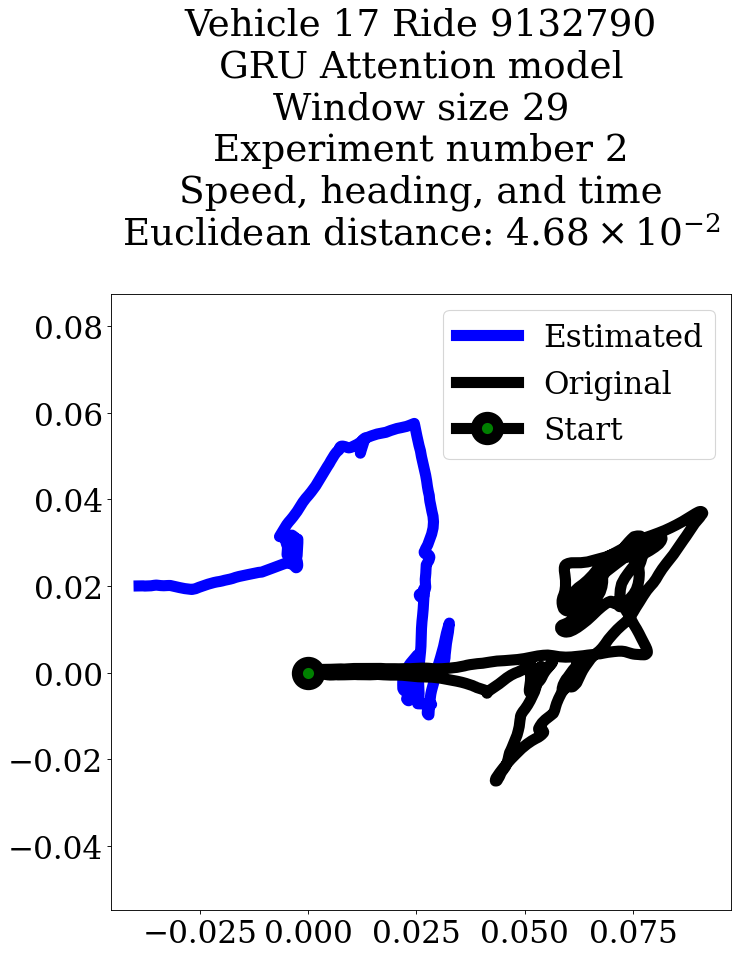 Vehicle 17 Ride 9132790
GRU Attention model
Window size 29
Experiment number 2
Speed, heading, and time
Euclidean distance: 4.68 × 10⁻²
Estimated
Original
Start
0.08
0.06
0.04
0.02
0.00
−0.02
−0.04
−0.025 0.000 0.025 0.050 0.075